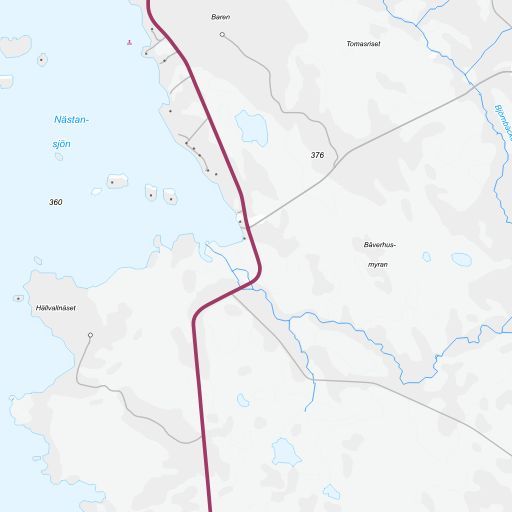 Baren
Tomasriset
Nästan-
sjön
376
360
Bäverhus-
myran
Hällvallnäset